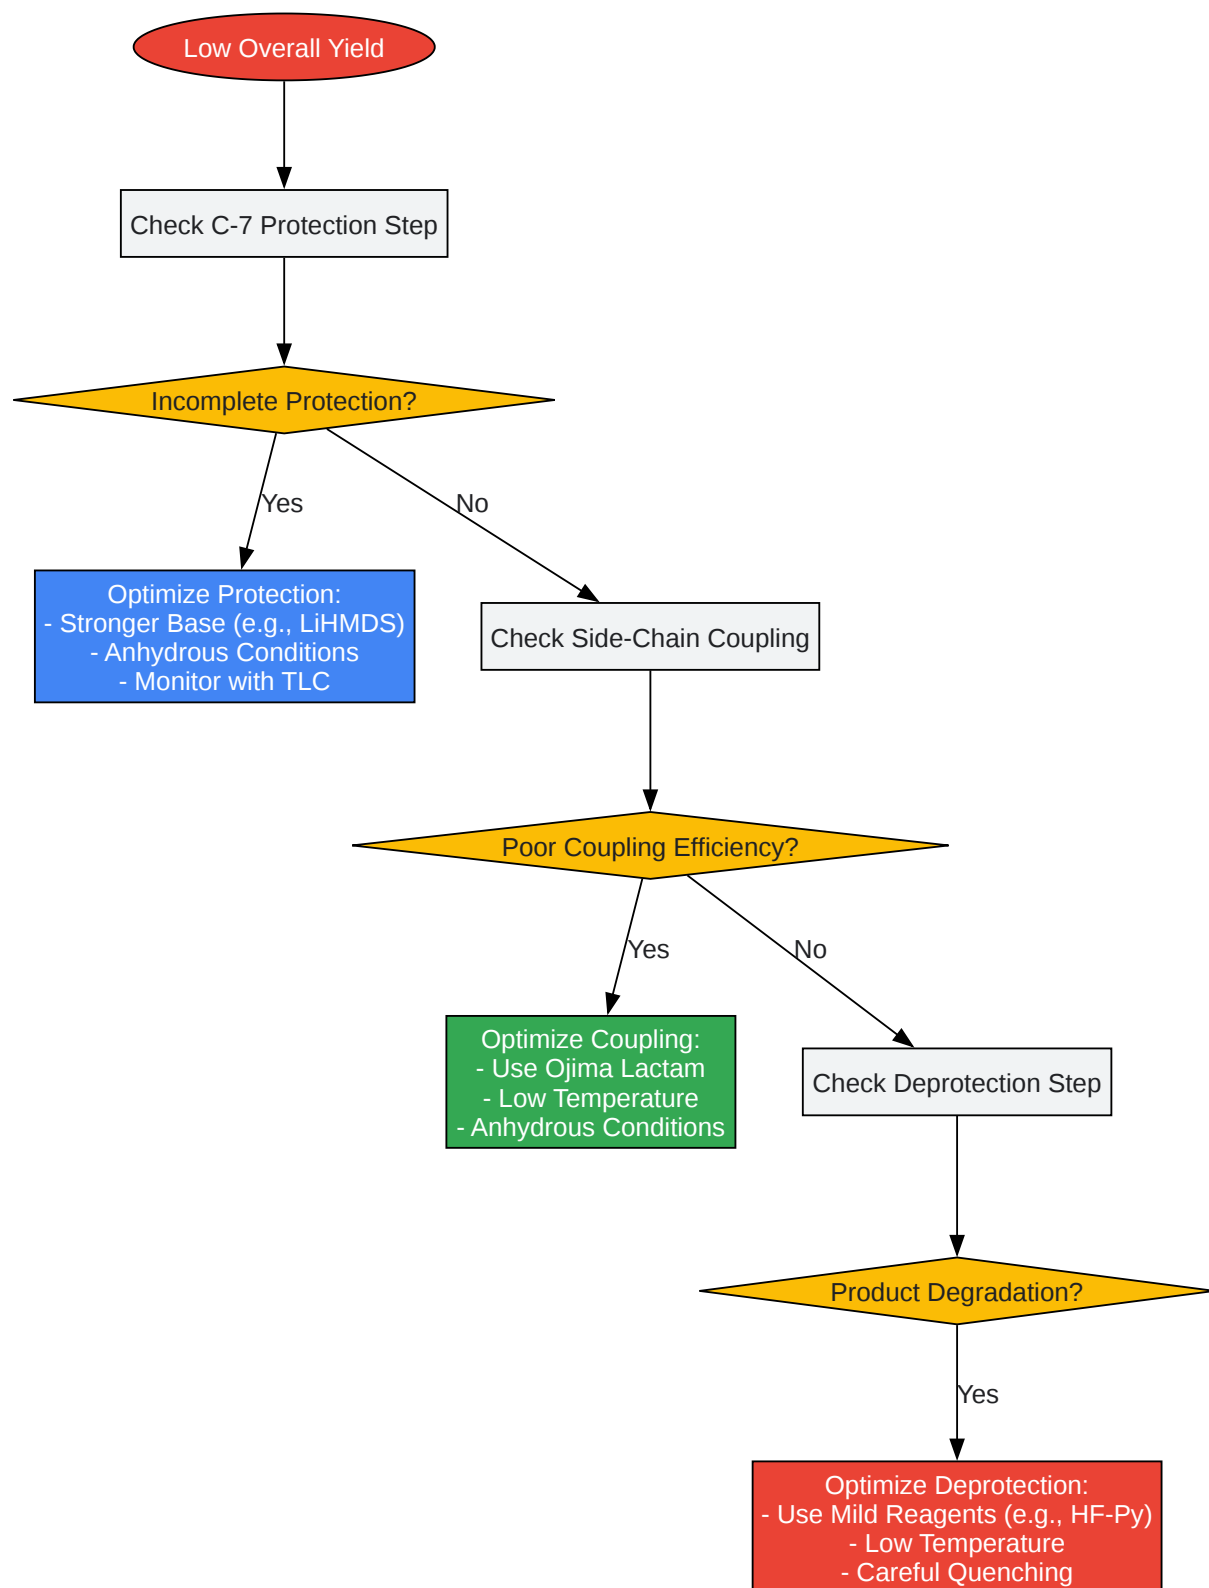 Low Overall Yield
Check C-7 Protection Step
Incomplete Protection?
Yes
No
Optimize Protection:
- Stronger Base (e.g., LiHMDS)
- Anhydrous Conditions
- Monitor with TLC
Check Side-Chain Coupling
Poor Coupling Efficiency?
Yes
No
Optimize Coupling:
- Use Ojima Lactam
- Low Temperature
- Anhydrous Conditions
Check Deprotection Step
Product Degradation?
Yes
Optimize Deprotection:
- Use Mild Reagents (e.g., HF-Py)
- Low Temperature
- Careful Quenching